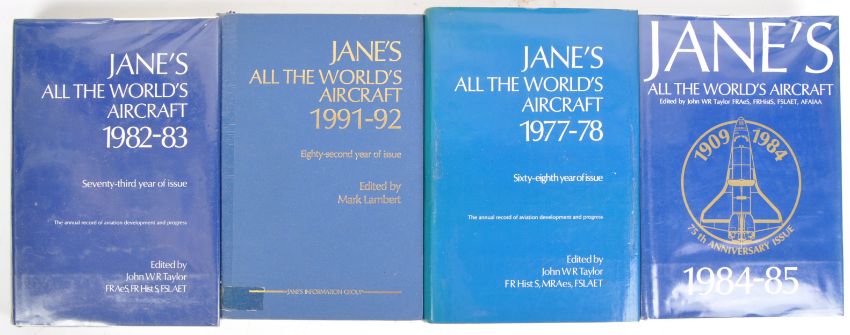 JANE'S
ALL THE WORLD'S
AIRCRAFT
1982-83
Seventy-third year of issue
The annual record of aviation development and progress
Edited by
John W R Taylor
FRAeS, FR Hist S, FSLAET
JANE'S
ALL THE WORLD'S
AIRCRAFT
1991-92
Eighty-second year of issue
Edited by
Mark Lambert
JANE'S INFORMATION GROUP
JANE'S
ALL THE WORLD'S
AIRCRAFT
1977-78
Sixty-eighth year of issue
The annual record of aviation development and progress
Edited by
John W R Taylor
FR Hist S, MRAes, FSLAET
JANE'S
ALL THE WORLD'S AIRCRAFT
Edited by John WR Taylor FRAeS, FRHistS, FSLAET, AFAIAA
1909 1984
75th ANNIVERSARY ISSUE
1984-85